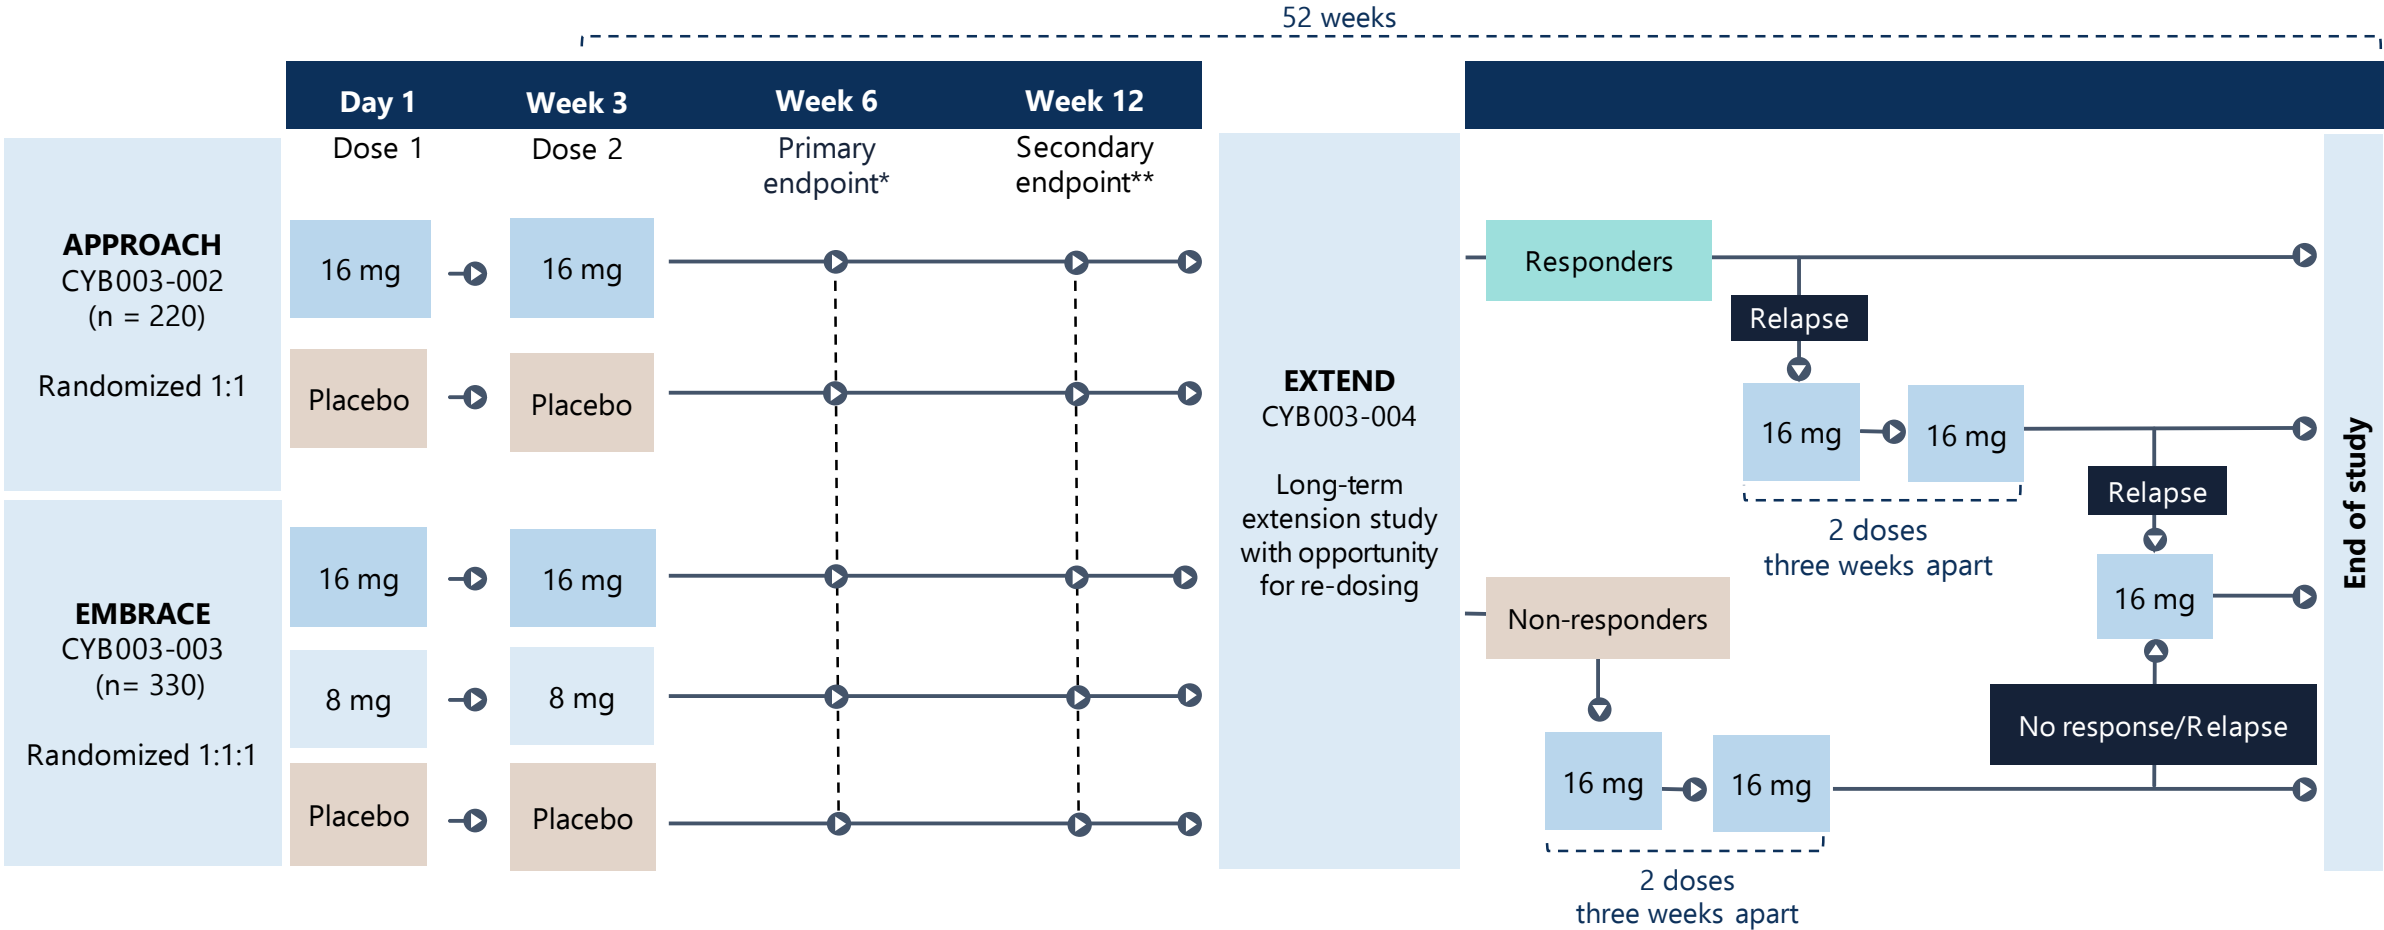 52 weeks
Day 1
Week 3
Week 6
Week 12
Dose 1
Dose 2
Primary
endpoint*
Secondary
endpoint**
APPROACH
CYB003-002
(n = 220)
Randomized 1:1
16 mg
16 mg
Placebo
Placebo
EMBRACE
CYB003-003
(n= 330)
Randomized 1:1:1
16 mg
16 mg
8 mg
8 mg
Placebo
Placebo
EXTEND
CYB003-004
Long-term
extension study
with opportunity
for re-dosing
Responders
Relapse
16 mg
16 mg
2 doses
three weeks apart
Relapse
16 mg
Non-responders
16 mg
16 mg
2 doses
three weeks apart
No response/Relapse
End of study